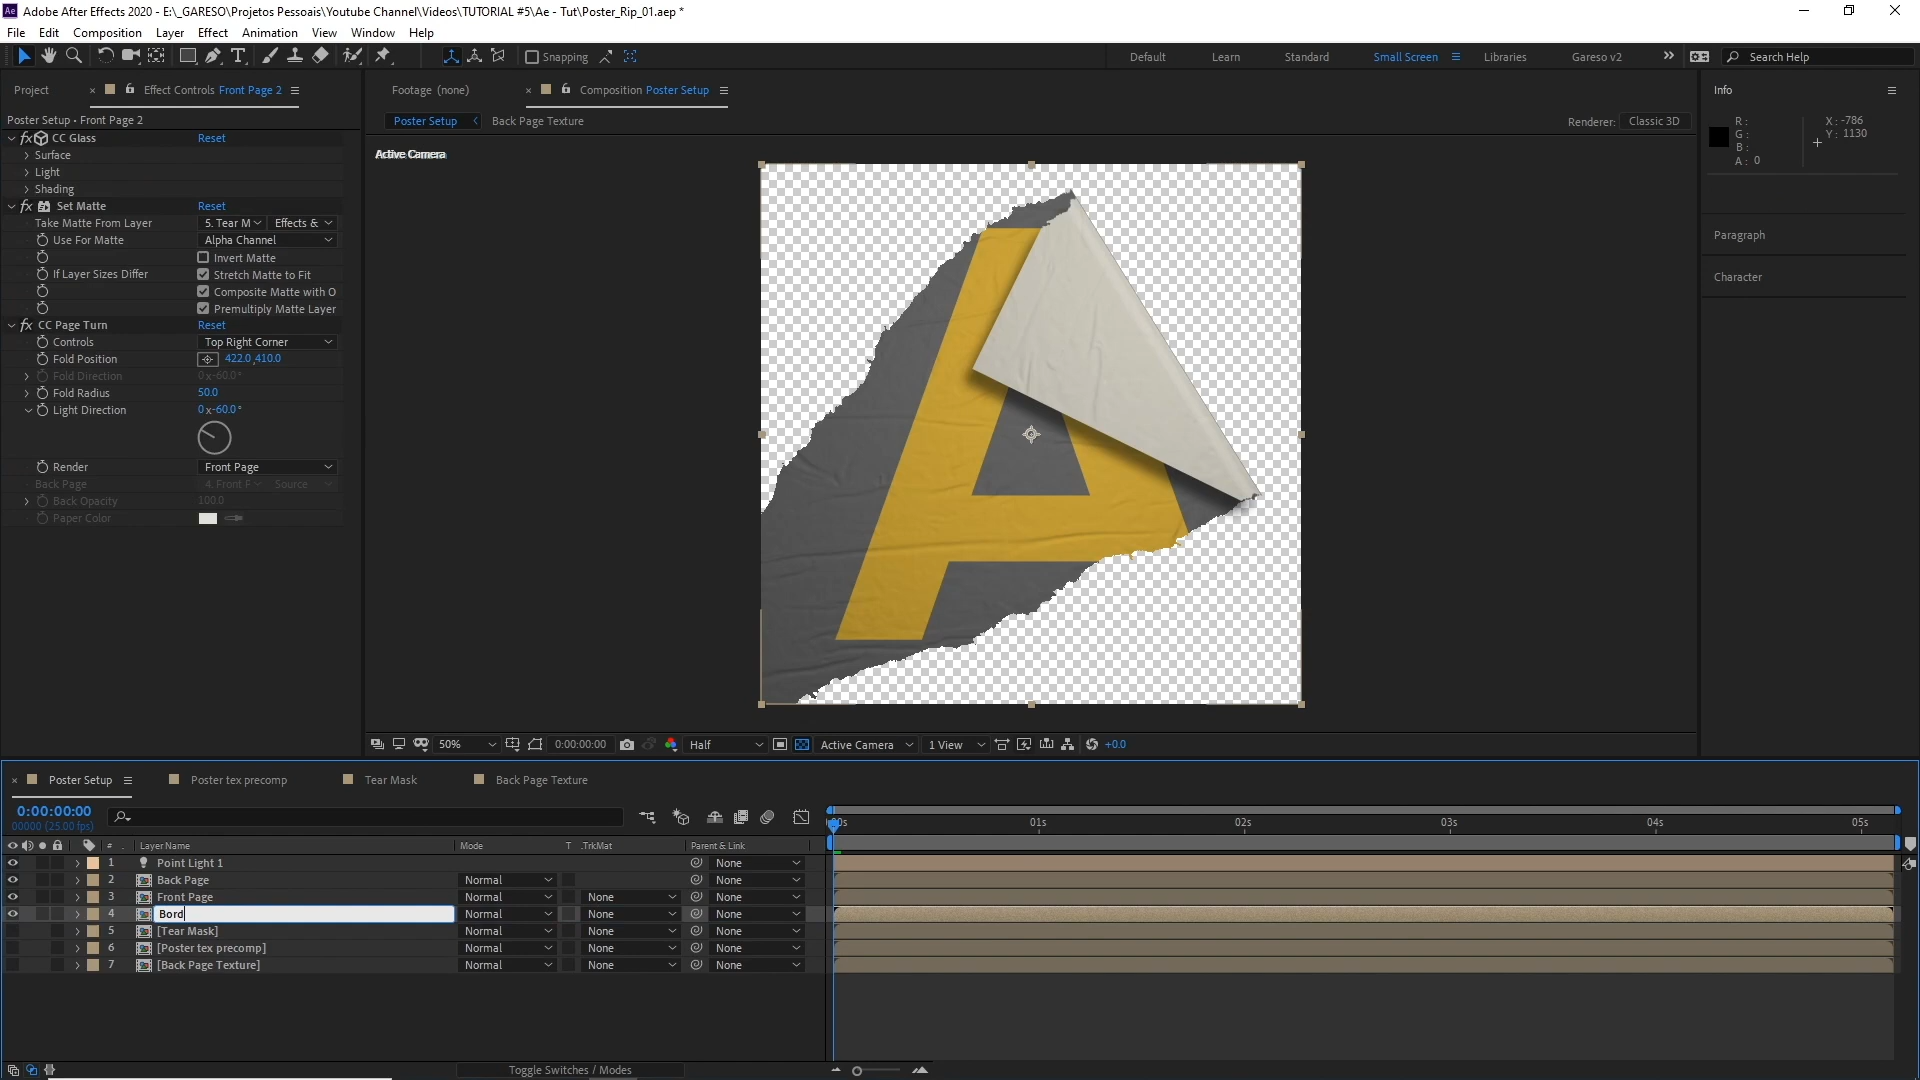 Adobe After Effects 2020 - E:\_GARESO\Projetos Pessoais\Youtube Channel\Videos\TUTORIAL #5\Ae - Tut\Poster_Rip_01.aep *
File Edit Composition Layer Effect Animation View Window Help
Snapping Default Learn Standard Small Screen Libraries Gareso v2 Search Help
Project Effect Controls Front Page 2 Footage (none) Composition Poster Setup Info
Poster Setup • Front Page 2
Poster Setup Back Page Texture Renderer: Classic 3D
R: X: -786
G: Y: 1130
B:
A: 0
Active Camera
CC Glass Reset
Surface
Light
Shading
Set Matte Reset
Take Matte From Layer 5. Tear M Effects &
Use For Matte Alpha Channel
Invert Matte
If Layer Sizes Differ Stretch Matte to Fit
Composite Matte with O
Premultiply Matte Layer
CC Page Turn Reset
Controls Top Right Corner
Fold Position 422.0,410.0
Fold Direction 0x-60.0°
Fold Radius 50.0
Light Direction 0x-60.0°
Render Front Page
Back Page 4. Front F Source
Back Opacity 100.0
Paper Color
Paragraph
Character
A
50% 0:00:00:00 Half Active Camera 1 View +0.0
Poster Setup Poster tex precomp Tear Mask Back Page Texture
0:00:00:00
00000 (25.00 fps)
00s 01s 02s 03s 04s 05s
# Layer Name Mode T .TrkMat Parent & Link
1 Point Light 1 None
2 Back Page Normal None
3 Front Page Normal None None
4 Bord Normal None None
5 [Tear Mask] Normal None None
6 [Poster tex precomp] Normal None None
7 [Back Page Texture] Normal None None
Toggle Switches / Modes